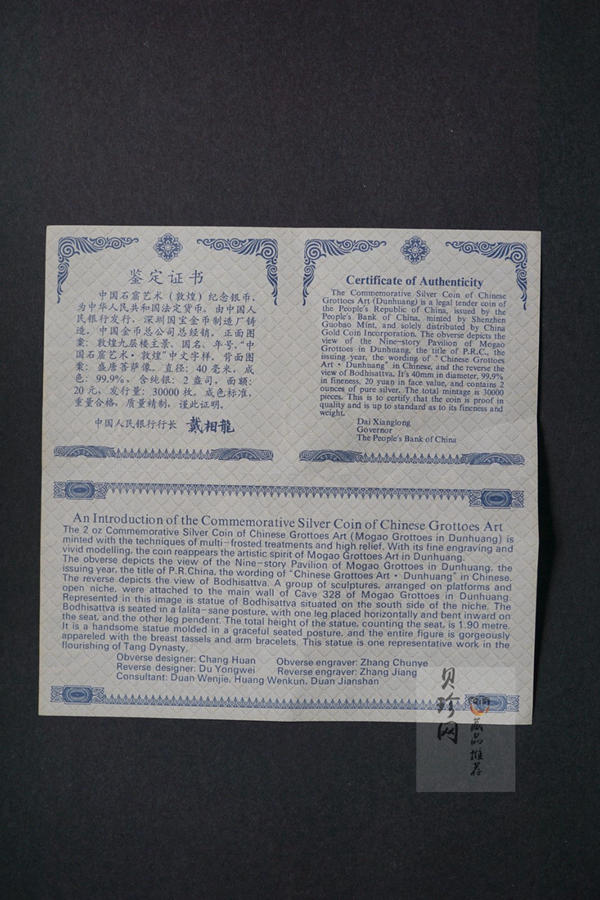 鉴定证书
中国石窟艺术（敦煌）纪念银币，
为中华人民共和国法定货币。由中国人
民银行发行，深圳国宝金币制造厂铸
造，中国金币总公司总经销。正面图
案：敦煌九层楼主景、国名、年号，“中
国石窟艺术·敦煌”中文字样。背面图
案：盛唐菩萨像。直径：40毫米，成
色：99.9%，含纯银：2盎司，面额：
20元，发行量：30000枚。成色标准，
重量合格，质量精制，谨此证明。
中国人民银行行长 戴相龍
Certificate of Authenticity
The Commemorative Silver Coin of Chinese
Grottoes Art (Dunhuang) is a legal tender coin of
the People's Republic of China, issued by the
People's Bank of China, minted by Shenzhen
Guobao Mint, and solely distributed by China
Gold Coin Incorporation. The obverse depicts the
view of the Nine-story Pavilion of Mogao
Grottoes in Dunhuang, the title of P.R.C., the
issuing year, the wording of "Chinese Grottoes
Art · Dunhuang" in Chinese, and the reverse the
view of Bodhisattva. It's 40mm in diameter, 99.9%
in fineness, 20 yuan in face value, and contains 2
ounces of pure silver. The total mintage is 30000
pieces. This is to certify that the coin is proof in
quality and is up to standard as to its fineness and
weight.
Dai Xianglong
Governor
The People's Bank of China
An Introduction of the Commemorative Silver Coin of Chinese Grottoes Art
The 2 oz Commemorative Silver Coin of Chinese Grottoes Art (Mogao Grottoes in Dunhuang) is
minted with the techniques of multi-frosted treatments and high relief. With its fine engraving and
vivid modelling, the coin reappears the artistic spirit of Mogao Grottoes Art in Dunhuang.
The obverse depicts the view of the Nine-story Pavilion of Mogao Grottoes in Dunhuang, the
issuing year, the title of P.R.China, the wording of "Chinese Grottoes Art · Dunhuang" in Chinese.
The reverse depicts the view of Bodhisattva. A group of sculptures, arranged on platforms and
open niche, were attached to the main wall of Cave 328 of Mogao Grottoes in Dunhuang.
Represented in this image is statue of Bodhisattva situated on the south side of the niche. The
Bodhisattva is seated in a lalita-sane posture, with one leg placed horizontally and bent inward on
the seat, and the other leg pendent. The total height of the statue, counting the seat, is 1.90 metre.
It is a handsome statue molded in a graceful seated posture, and the entire figure is gorgeously
appareled with the breast tassels and arm bracelets. This statue is one representative work in the
flourishing of Tang Dynasty.
Obverse designer: Chang Huan Obverse engraver: Zhang Chunye
Reverse designer: Du Yongwei Reverse engraver: Zhang Jiang
Consultant: Duan Wenjie, Huang Wenkun, Duan Jianshan
贝珍网
藏品推荐